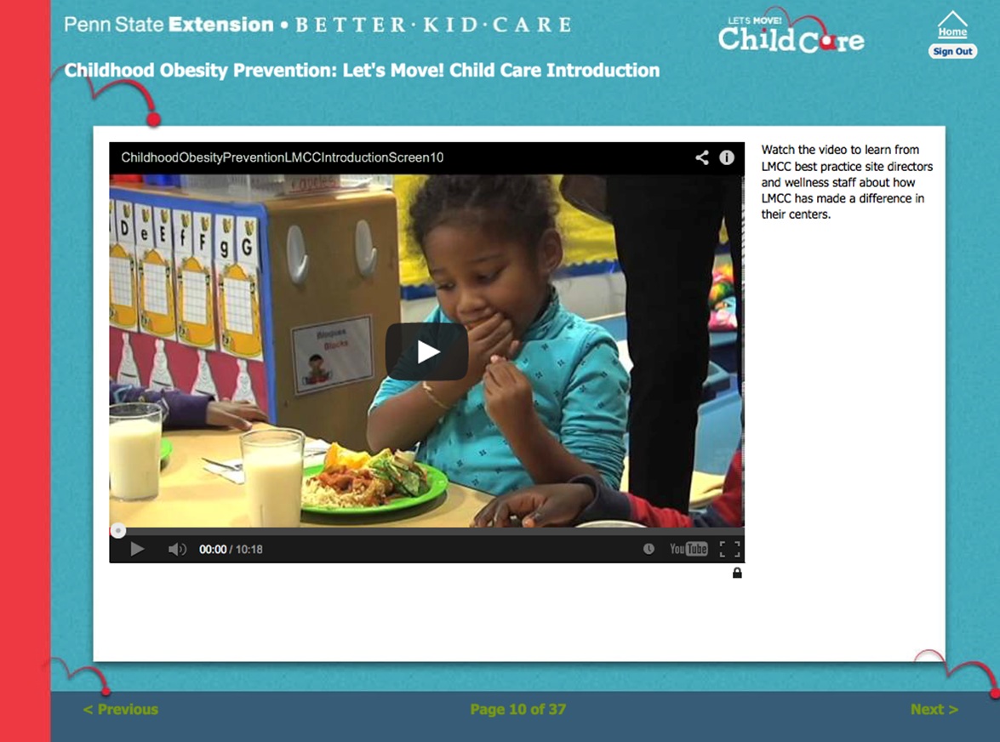 Penn State Extension • BETTER·KID·CARE
LET'S MOVE!
Child Care
Home
Sign Out
Childhood Obesity Prevention: Let's Move! Child Care Introduction
ChildhoodObesityPreventionLMCCIntroductionScreen10
Watch the video to learn from
LMCC best practice site directors
and wellness staff about how
LMCC has made a difference in
their centers.
D e E f F g G
Bloques
Blocks
00:00 / 10:18
YouTube
< Previous
Page 10 of 37
Next >